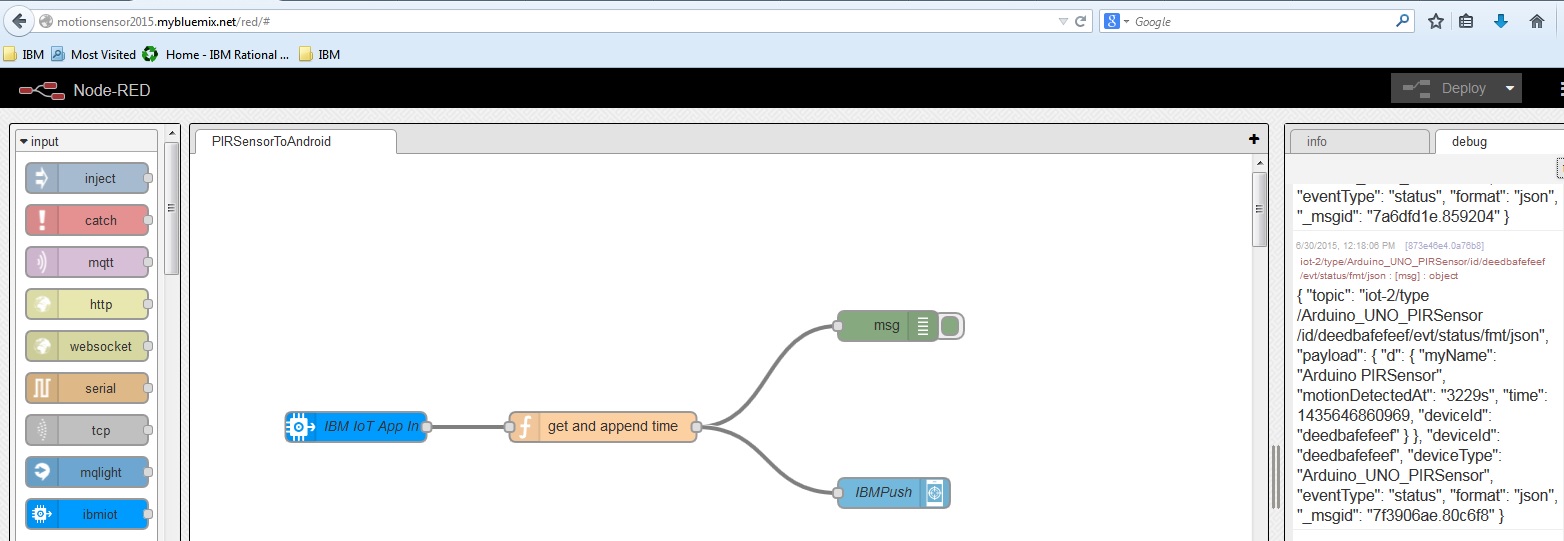 motionsensor2015.mybluemix.net/red/#
Google
IBM
Most Visited
Home - IBM Rational ...
IBM
Node-RED
Deploy
input
inject
catch
mqtt
http
websocket
serial
tcp
mqlight
ibmiot
PIRSensorToAndroid
IBM IoT App In
get and append time
msg
IBMPush
info
debug
"eventType": "status", "format": "json",
"_msgid": "7a6dfd1e.859204" }
6/30/2015, 12:18:06 PM [873e46e4.0a76b8]
iot-2/type/Arduino_UNO_PIRSensor/id/deedbafefeef
/evt/status/fmt/json : [msg] : object
{ "topic": "iot-2/type
/Arduino_UNO_PIRSensor
/id/deedbafefeef/evt/status/fmt/json",
"payload": { "d": { "myName":
"Arduino PIRSensor",
"motionDetectedAt": "3229s", "time":
1435646860969, "deviceId":
"deedbafefeef" } }, "deviceId":
"deedbafefeef", "deviceType":
"Arduino_UNO_PIRSensor",
"eventType": "status", "format": "json",
"_msgid": "7f3906ae.80c6f8" }